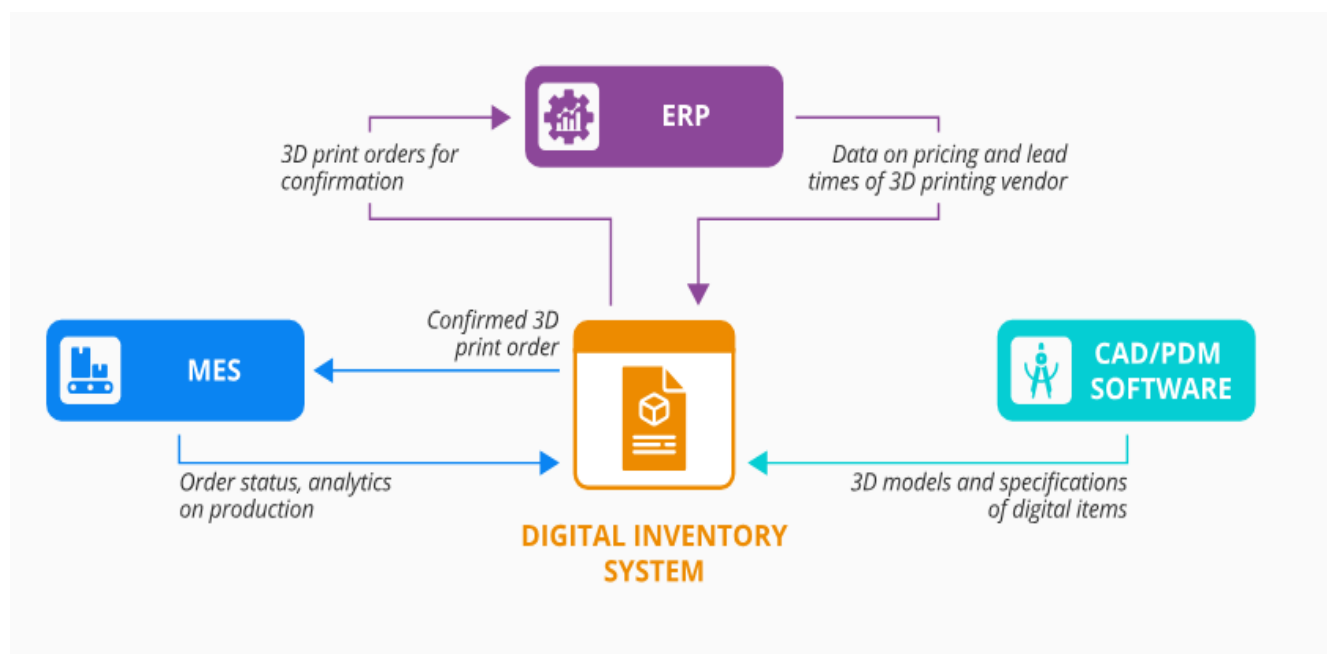 ERP
3D print orders for
confirmation
Data on pricing and lead
times of 3D printing vendor
Confirmed 3D
print order
MES
CAD/PDM
SOFTWARE
Order status, analytics
on production
3D models and specifications
of digital items
DIGITAL INVENTORY
SYSTEM